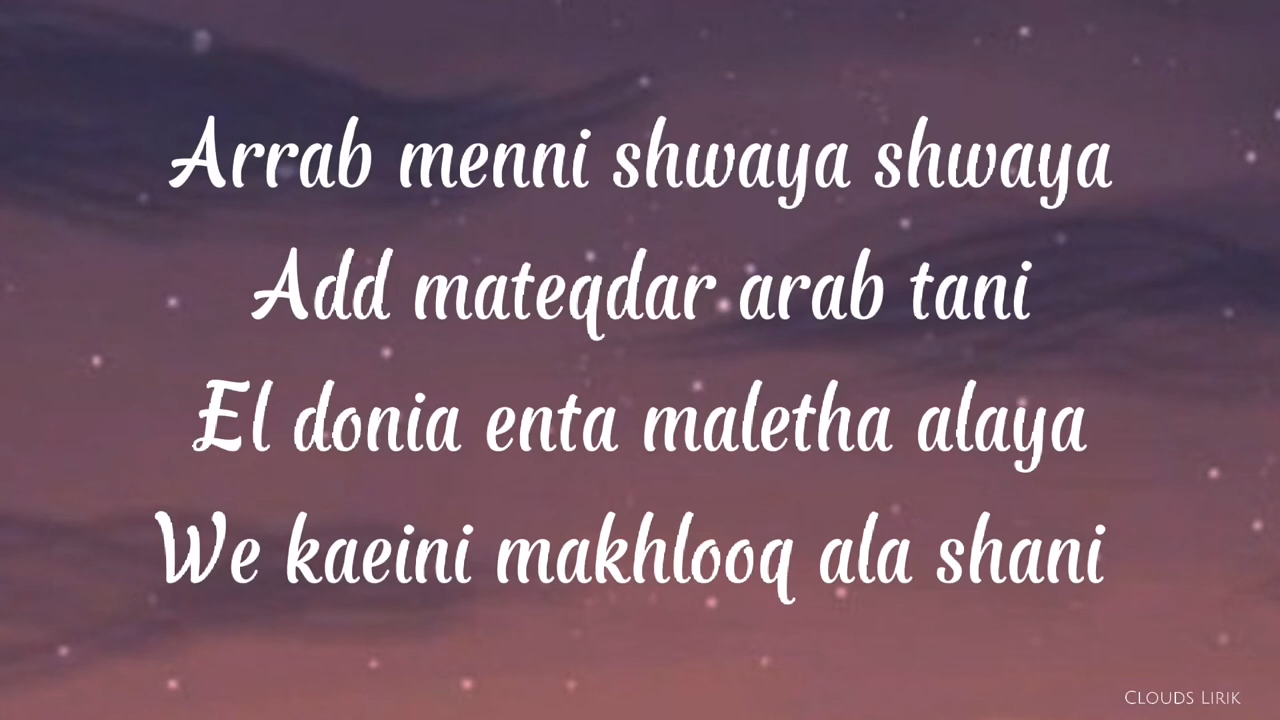 Arrab menni shwaya shwaya
Add mateqdar arab tani
El donia enta maletha alaya
We kaeini makhlooq ala shani
Clouds Lirik